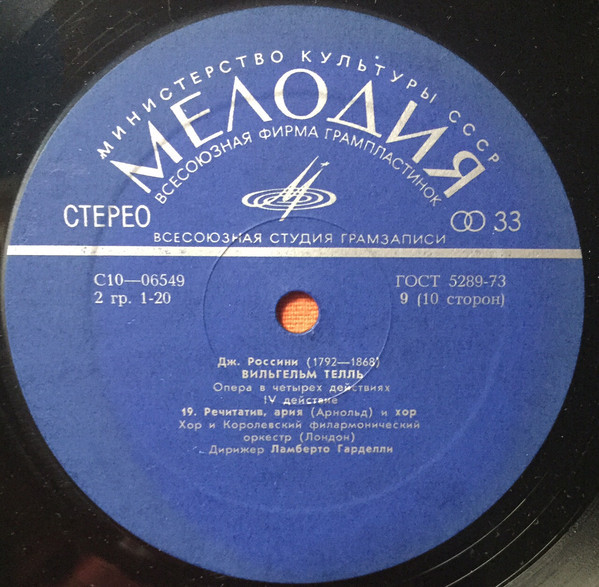 МИНИСТЕРСТВО КУЛЬТУРЫ СССР
МЕЛОДИЯ
ВСЕСОЮЗНАЯ ФИРМА ГРАМПЛАСТИНОК
СТЕРЕО 33
ВСЕСОЮЗНАЯ СТУДИЯ ГРАМЗАПИСИ
С10—06549 ГОСТ 5289-73
2 гр. 1-20 9 (10 сторон)
Дж. Россини (1792—1868)
ВИЛЬГЕЛЬМ ТЕЛЛЬ
Опера в четырех действиях
IV действие
19. Речитатив, ария (Арнольд) и хор
Хор и Королевский филармонический
оркестр (Лондон)
Дирижер Ламберто Гарделли